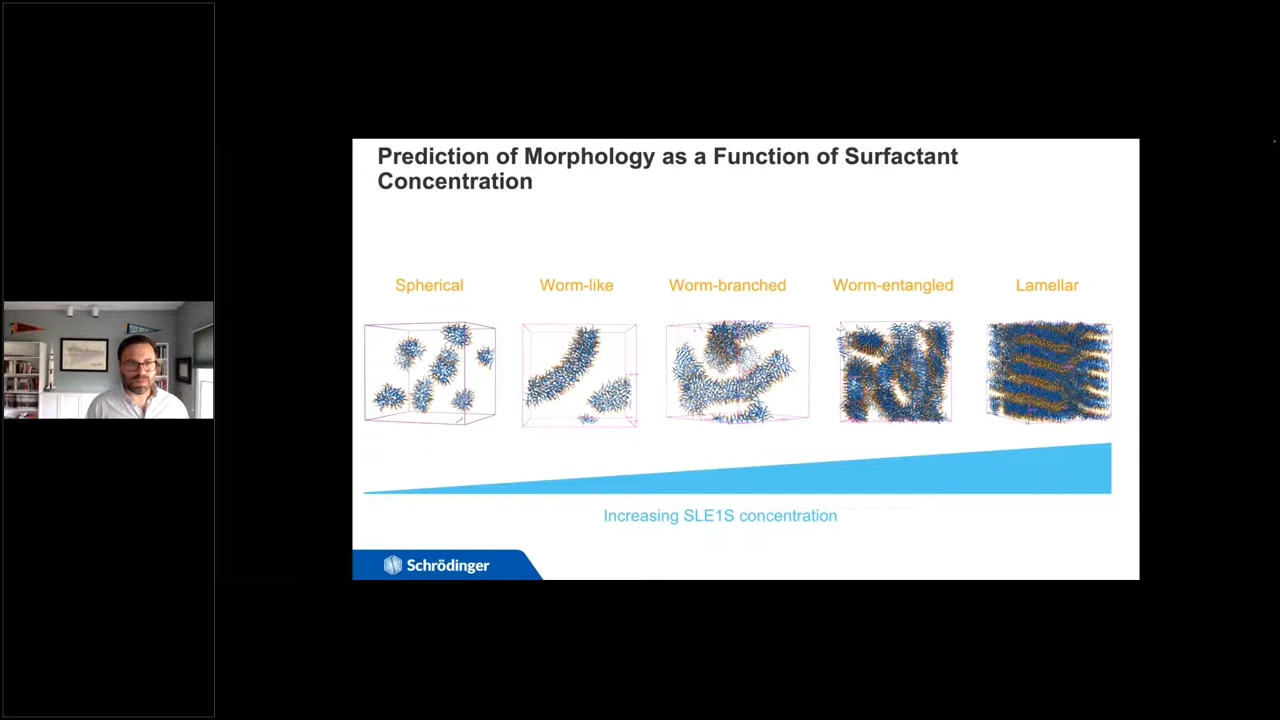 Prediction of Morphology as a Function of Surfactant
Concentration
Spherical
Worm-like
Worm-branched
Worm-entangled
Lamellar
Increasing SLE1S concentration
Schrödinger